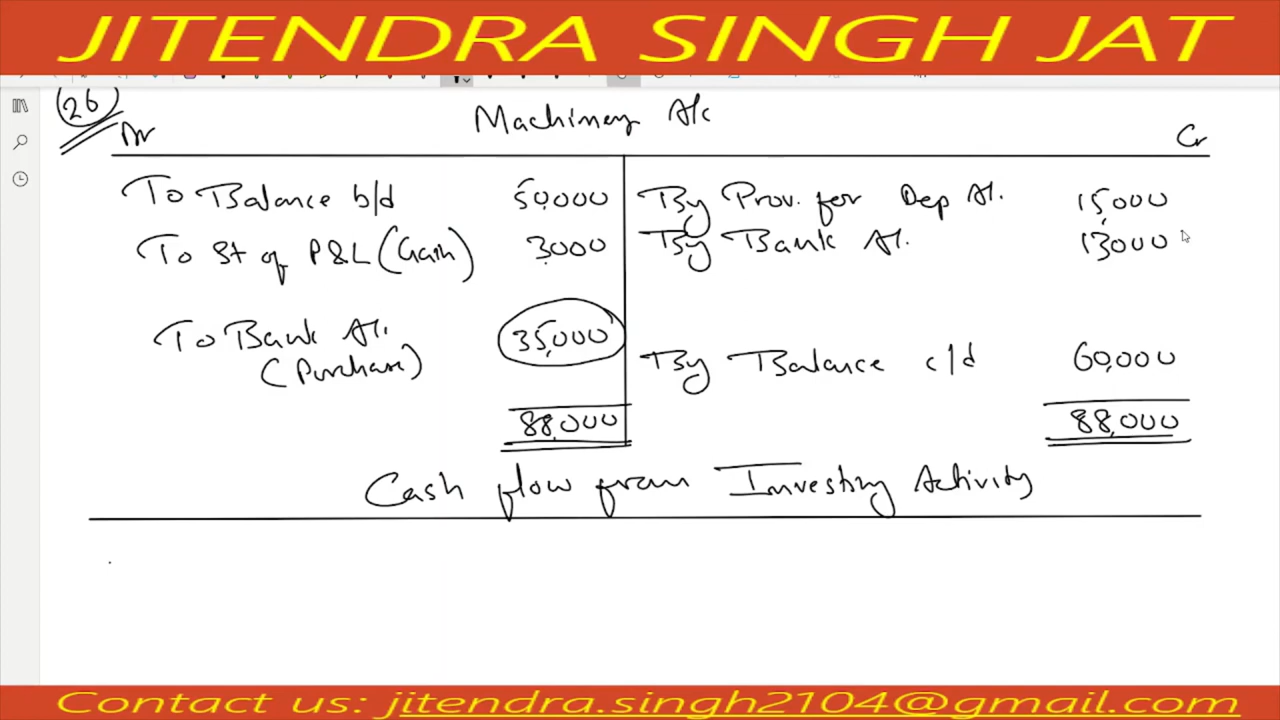 JITENDRA SINGH JAT
(26)
Machinery A/c
Dr Cr
To Balance b/d 50,000 By Prov. for Dep A/. 15,000
To St of P&L (Gain) 3,000 By Bank A/. 13000
To Bank A/. 35,000
(Purchase)
By Balance c/d 60,000
88,000 88,000
Cash flow from Investing Activity
Contact us: jitendra.singh2104@gmail.com